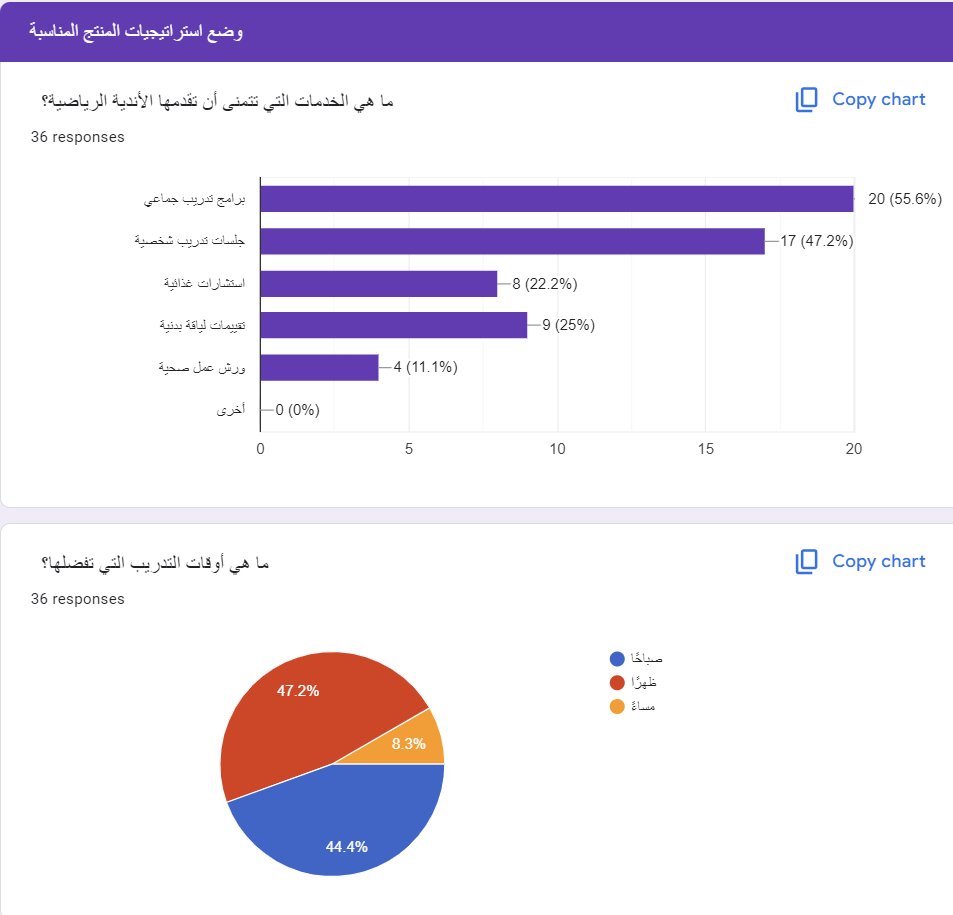 وضع استراتيجيات المنتج المناسبة
ما هي الخدمات التي تتمنى أن تقدمها الأندية الرياضية؟
Copy chart
36 responses
برامج تدريب جماعي
20 (55.6%)
جلسات تدريب شخصية
17 (47.2%)
استشارات غذائية
8 (22.2%)
تقييمات لياقة بدنية
9 (25%)
ورش عمل صحية
4 (11.1%)
أخرى
0 (0%)
0 5 10 15 20
ما هي أوقات التدريب التي تفضلها؟
Copy chart
36 responses
صباحًا
ظهرًا
مساءً
47.2%
8.3%
44.4%